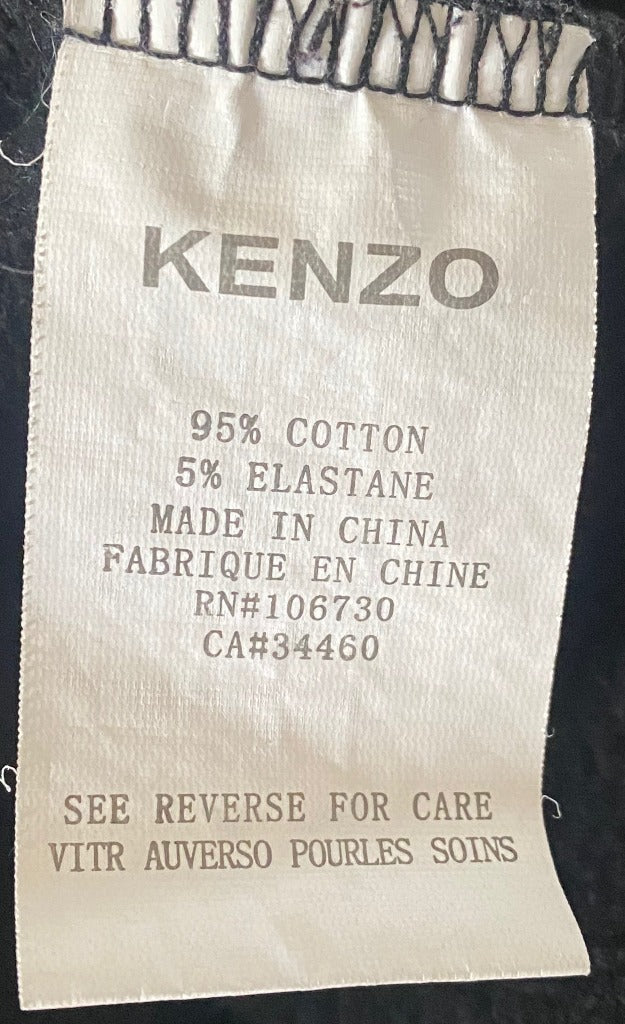 KENZO
95% COTTON
5% ELASTANE
MADE IN CHINA
FABRIQUE EN CHINE
RN#106730
CA#34460
SEE REVERSE FOR CARE
VITR AUVERSO POURLES SOINS